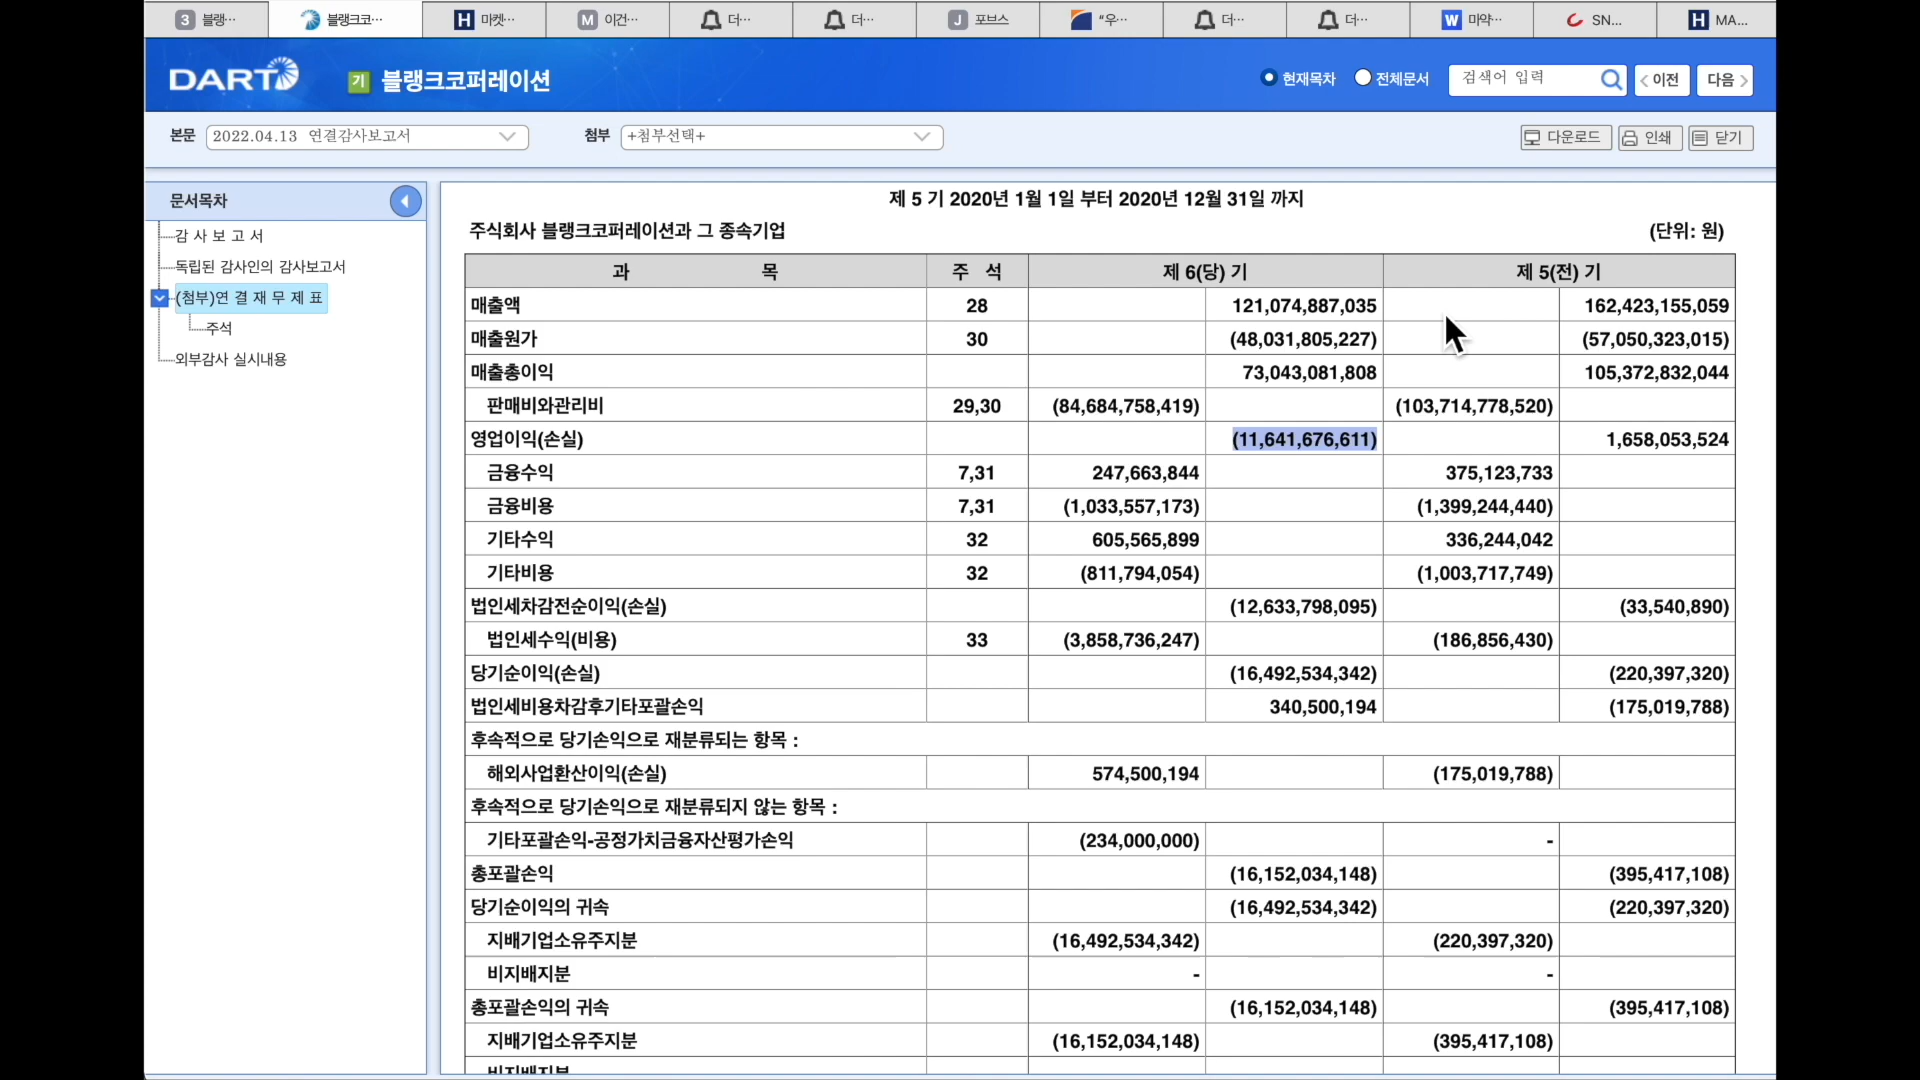 3 블랭… 블랭크코… H 마켓… M 이건… 더… 더… J 포브스 “우… 더… 더… W 마약… SN... H MA...
DART 기 블랭크코퍼레이션 현재목차 전체문서 검색어 입력 이전 다음
본문 2022.04.13 연결감사보고서 첨부 +첨부선택+ 다운로드 인쇄 닫기
문서목차
감 사 보 고 서
독립된 감사인의 감사보고서
(첨부)연 결 재 무 제 표
주석
외부감사 실시내용
제 5 기 2020년 1월 1일 부터 2020년 12월 31일 까지
주식회사 블랭크코퍼레이션과 그 종속기업 (단위: 원)
과 목 주 석 제 6(당) 기 제 5(전) 기
매출액 28 121,074,887,035 162,423,155,059
매출원가 30 (48,031,805,227) (57,050,323,015)
매출총이익 73,043,081,808 105,372,832,044
판매비와관리비 29,30 (84,684,758,419) (103,714,778,520)
영업이익(손실) (11,641,676,611) 1,658,053,524
금융수익 7,31 247,663,844 375,123,733
금융비용 7,31 (1,033,557,173) (1,399,244,440)
기타수익 32 605,565,899 336,244,042
기타비용 32 (811,794,054) (1,003,717,749)
법인세차감전순이익(손실) (12,633,798,095) (33,540,890)
법인세수익(비용) 33 (3,858,736,247) (186,856,430)
당기순이익(손실) (16,492,534,342) (220,397,320)
법인세비용차감후기타포괄손익 340,500,194 (175,019,788)
후속적으로 당기손익으로 재분류되는 항목 :
해외사업환산이익(손실) 574,500,194 (175,019,788)
후속적으로 당기손익으로 재분류되지 않는 항목 :
기타포괄손익-공정가치금융자산평가손익 (234,000,000) -
총포괄손익 (16,152,034,148) (395,417,108)
당기순이익의 귀속 (16,492,534,342) (220,397,320)
지배기업소유주지분 (16,492,534,342) (220,397,320)
비지배지분 - -
총포괄손익의 귀속 (16,152,034,148) (395,417,108)
지배기업소유주지분 (16,152,034,148) (395,417,108)
비지배지분